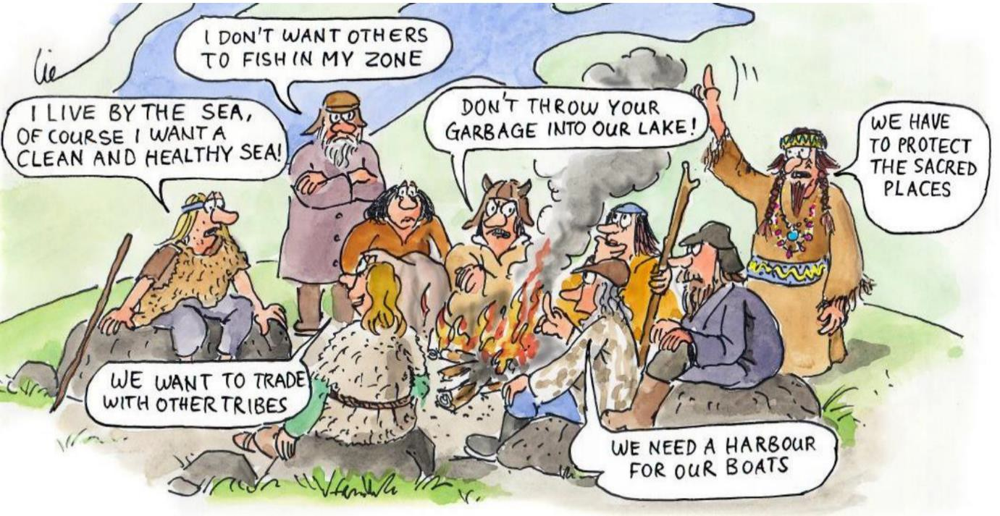 Lie
I DON'T WANT OTHERS
TO FISH IN MY ZONE
I LIVE BY THE SEA,
OF COURSE I WANT A
CLEAN AND HEALTHY SEA!
DON'T THROW YOUR
GARBAGE INTO OUR LAKE!
WE HAVE
TO PROTECT
THE SACRED
PLACES
WE WANT TO TRADE
WITH OTHER TRIBES
WE NEED A HARBOUR
FOR OUR BOATS